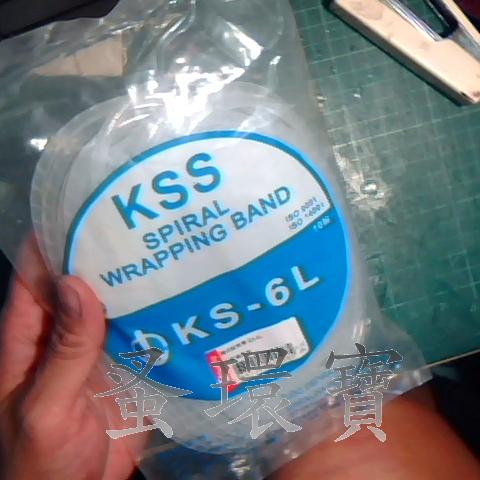 KSS
SPIRAL
WRAPPING BAND
ISO 9001
ISO 14001
KS-6L
蚤環寶